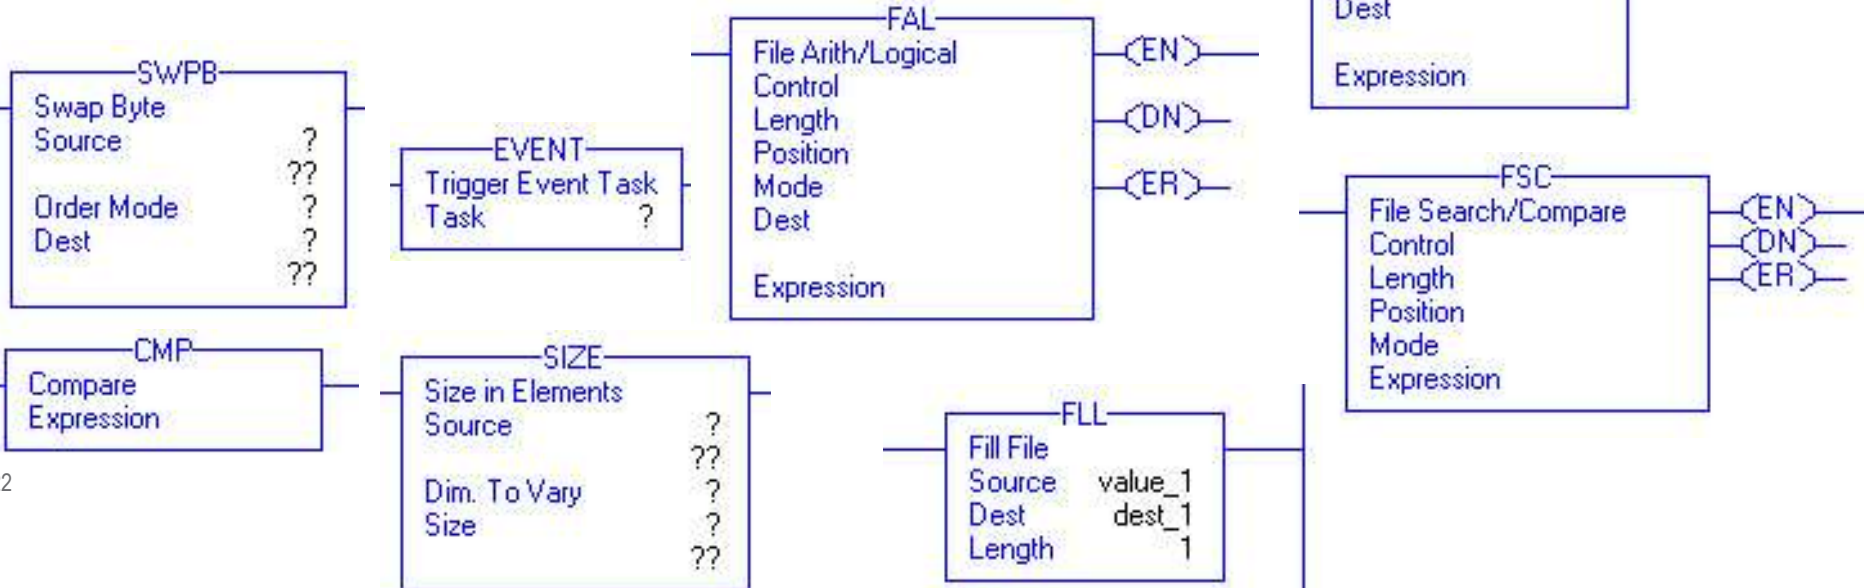 SWPB
Swap Byte
Source ?
??
Order Mode ?
Dest ?
??
EVENT
Trigger Event Task
Task ?
FAL
File Arith/Logical
Control
Length
Position
Mode
Dest
Expression
EN
DN
ER
Dest
Expression
FSC
File Search/Compare
Control
Length
Position
Mode
Expression
EN
DN
ER
CMP
Compare
Expression
2
SIZE
Size in Elements
Source ?
??
Dim. To Vary ?
Size ?
??
FLL
Fill File
Source value_1
Dest dest_1
Length 1